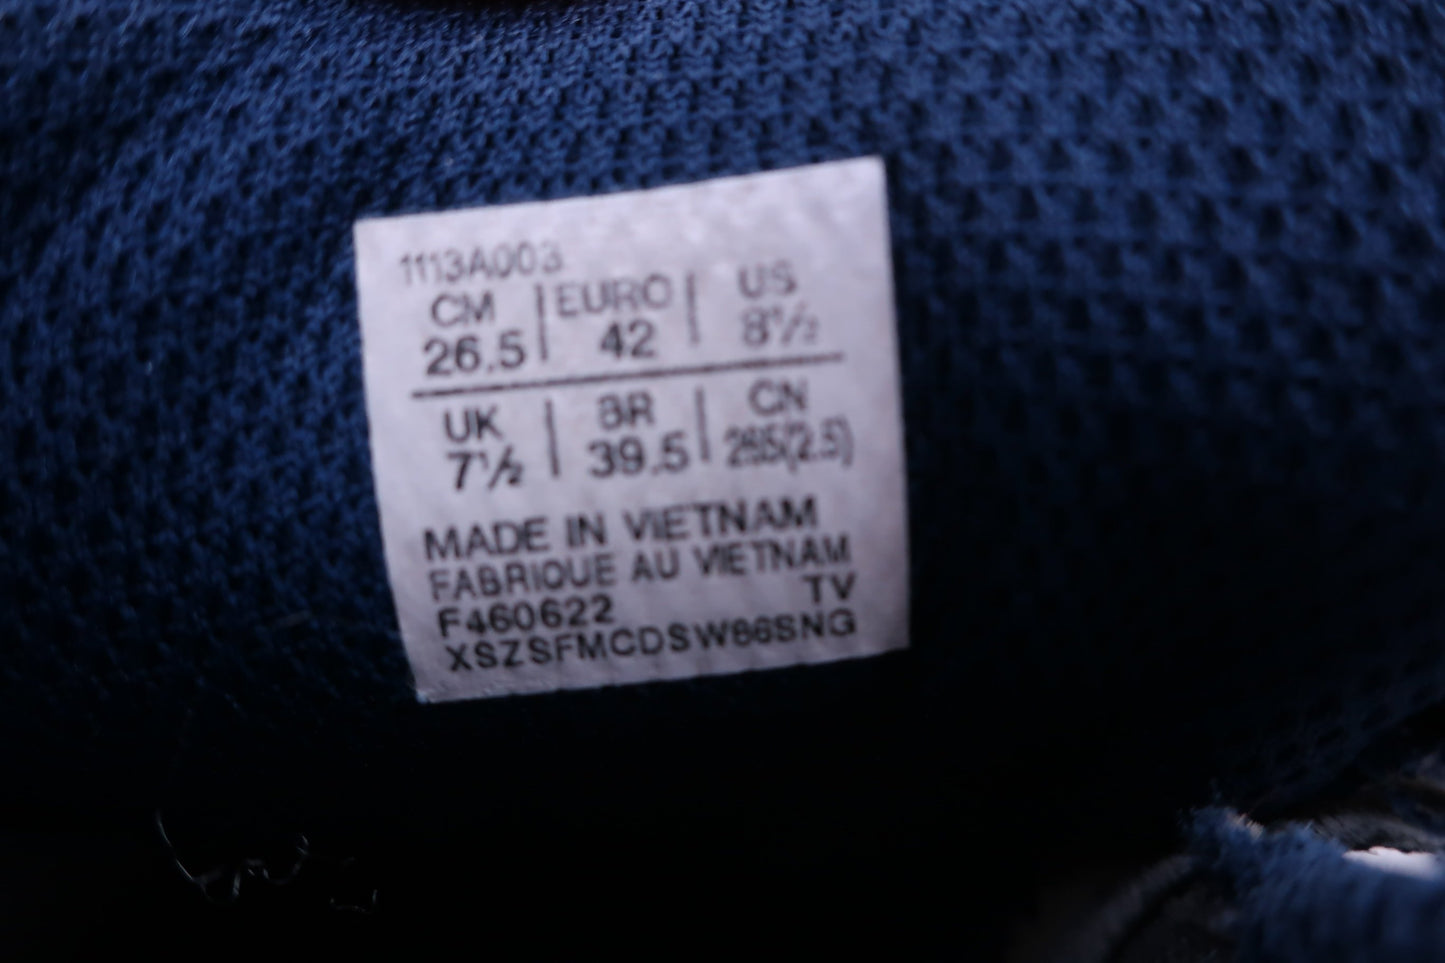 1113A003
CM | EURO | US
26.5 | 42 | 8½
UK | BR | CN
7½ | 39.5 | 265(2.5)
MADE IN VIETNAM
FABRIQUE AU VIETNAM
F460622 TV
XSZSFMCDSW86SNG